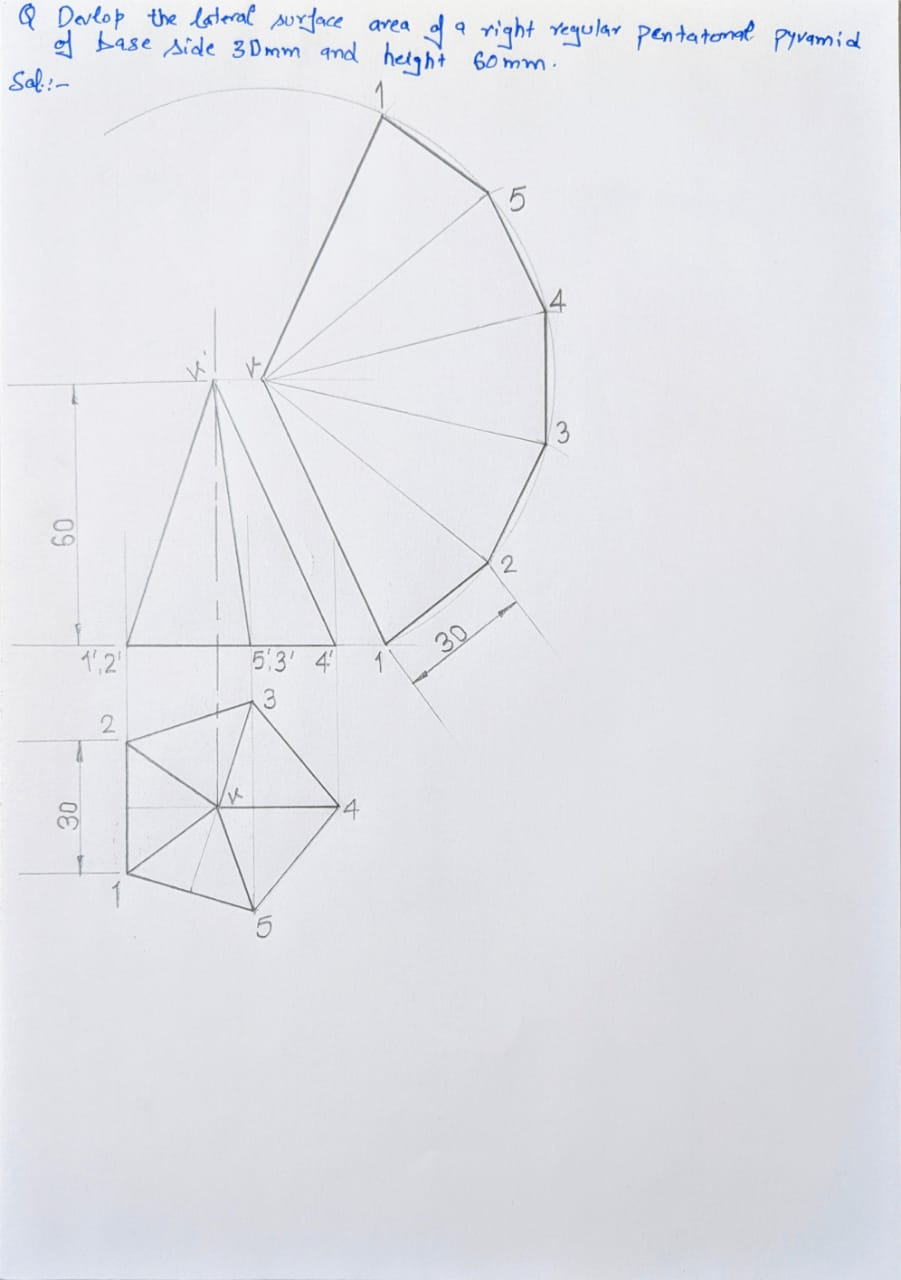 Q Devlop the lateral surface area of a right regular pentatonal pyramid
of base side 30mm and height 60mm.
Sol:-
1
5
4
V' V
3
60
2
30
1',2' 5',3' 4' 1
3
2
30
V
4
1
5